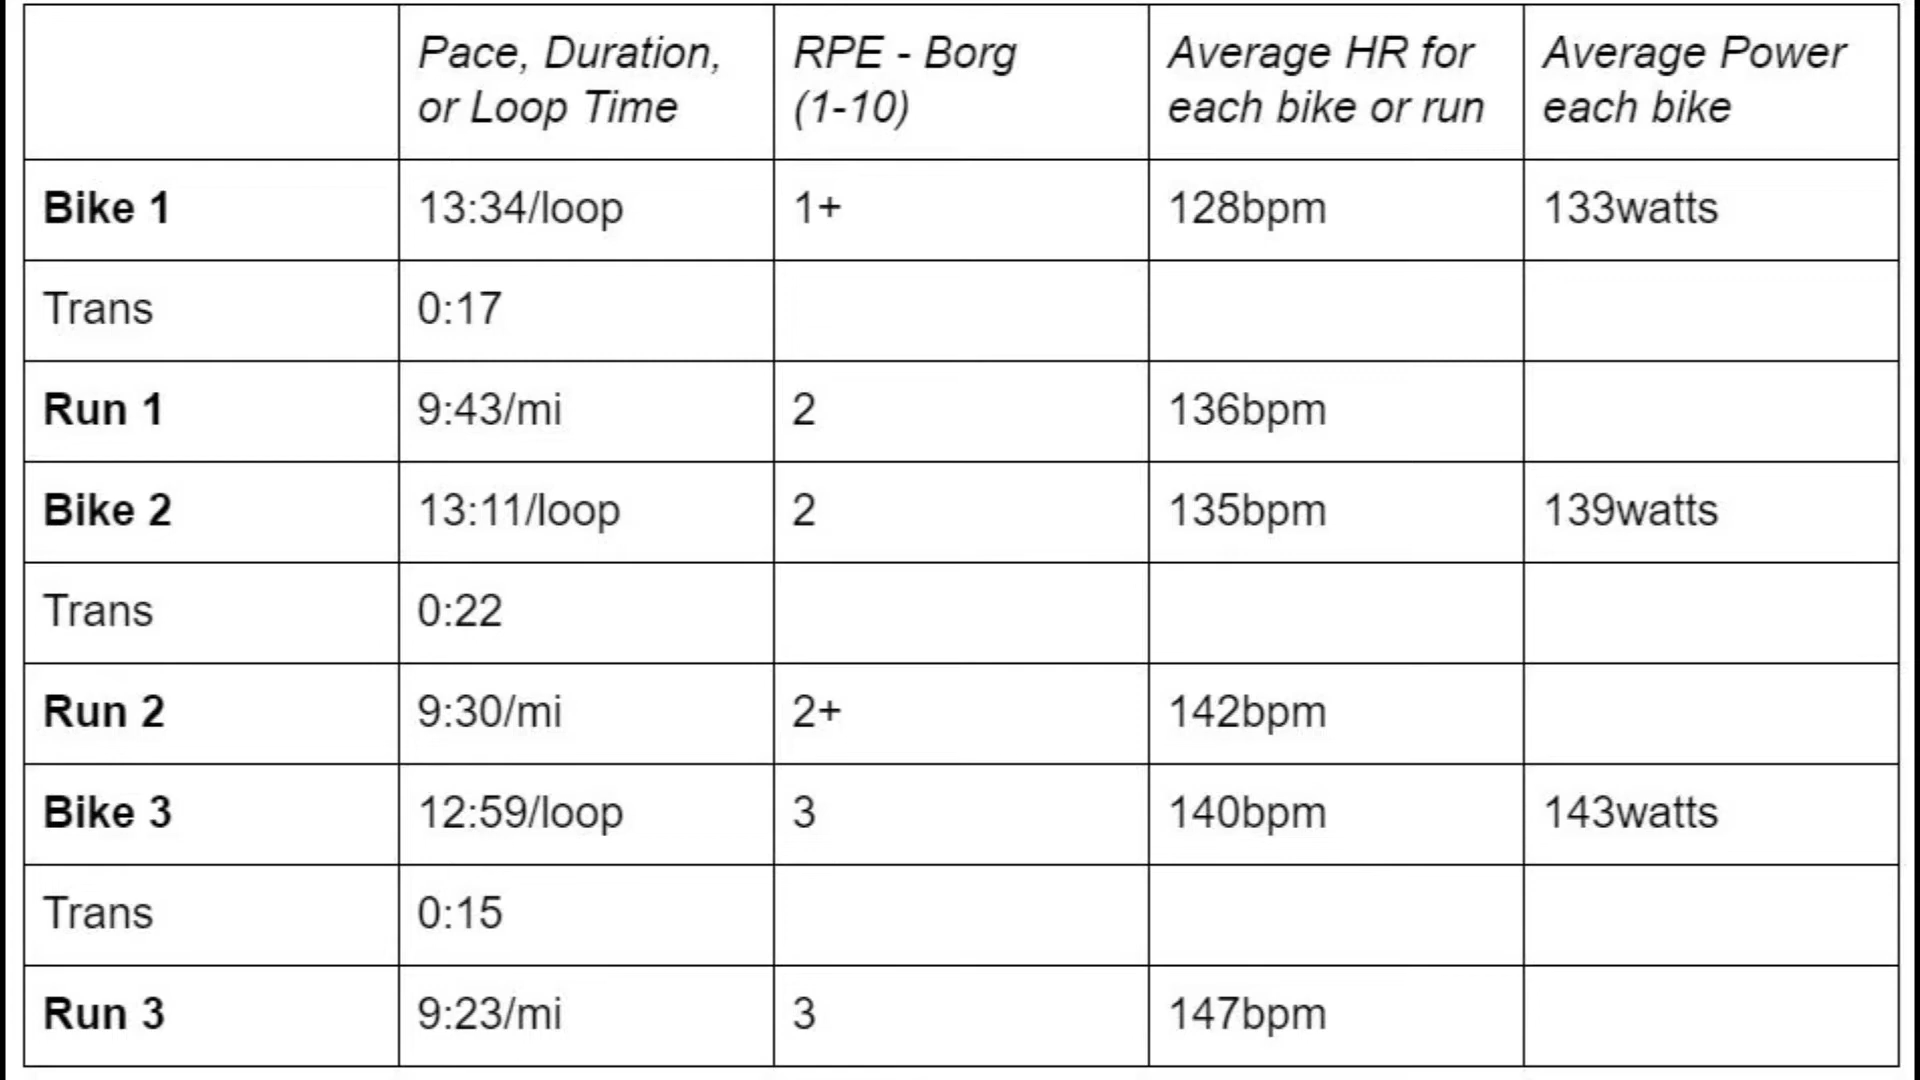 Pace, Duration, or Loop Time RPE - Borg (1-10) Average HR for each bike or run Average Power each bike
Bike 1 13:34/loop 1+ 128bpm 133watts
Trans 0:17
Run 1 9:43/mi 2 136bpm
Bike 2 13:11/loop 2 135bpm 139watts
Trans 0:22
Run 2 9:30/mi 2+ 142bpm
Bike 3 12:59/loop 3 140bpm 143watts
Trans 0:15
Run 3 9:23/mi 3 147bpm